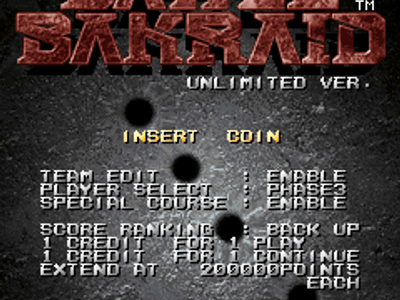 TM
BAKRAID
UNLIMITED VER.
INSERT COIN
TEAM EDIT : ENABLE
PLAYER SELECT : PHASE3
SPECIAL COURSE : ENABLE
SCORE RANKING : BACK UP
1 CREDIT FOR 1 PLAY
1 CREDIT FOR 1 CONTINUE
EXTEND AT 200000POINTS
EACH